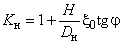 Kн = 1 + H/Dн ξ0 tg φ